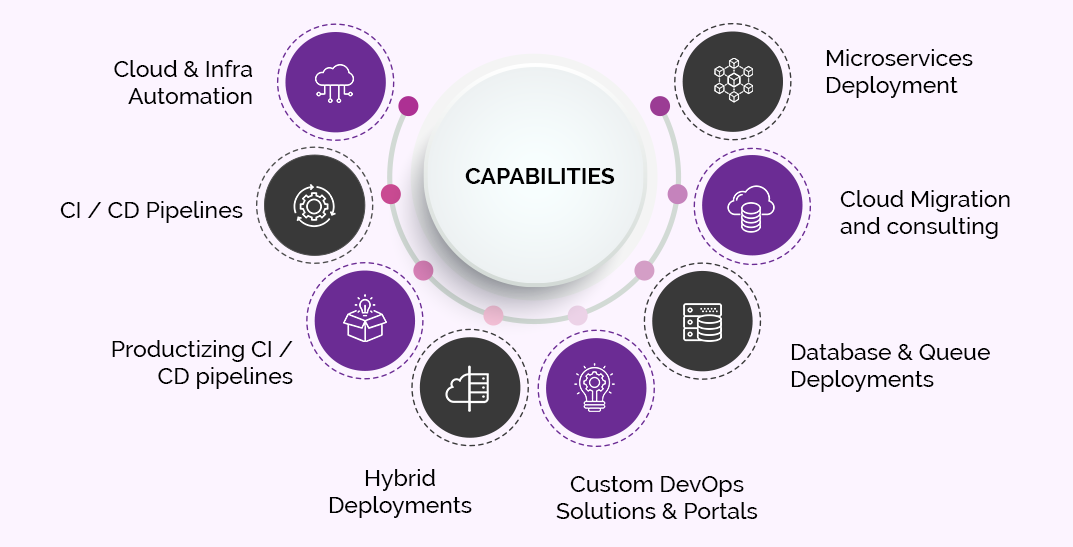 CAPABILITIES
Cloud & Infra
Automation
CI / CD Pipelines
Productizing CI /
CD pipelines
Hybrid
Deployments
Custom DevOps
Solutions & Portals
Database & Queue
Deployments
Cloud Migration
and consulting
Microservices
Deployment